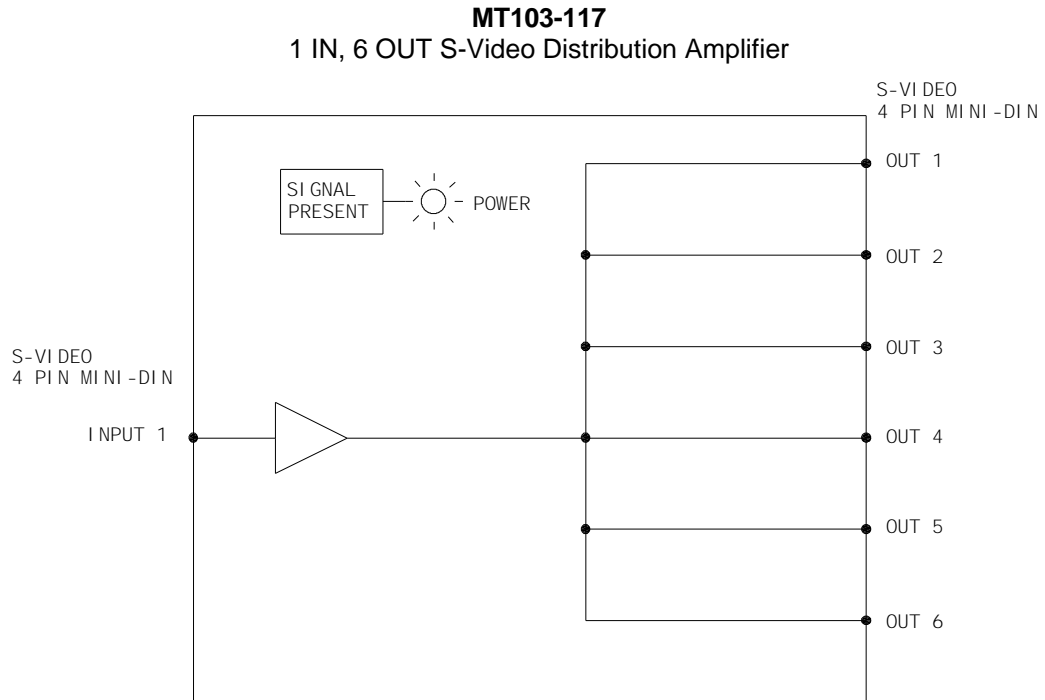 MT103-117
1 IN, 6 OUT S-Video Distribution Amplifier
S-VIDEO
4 PIN MINI-DIN
OUT 1
SIGNAL
PRESENT
POWER
OUT 2
OUT 3
S-VIDEO
4 PIN MINI-DIN
INPUT 1
OUT 4
OUT 5
OUT 6